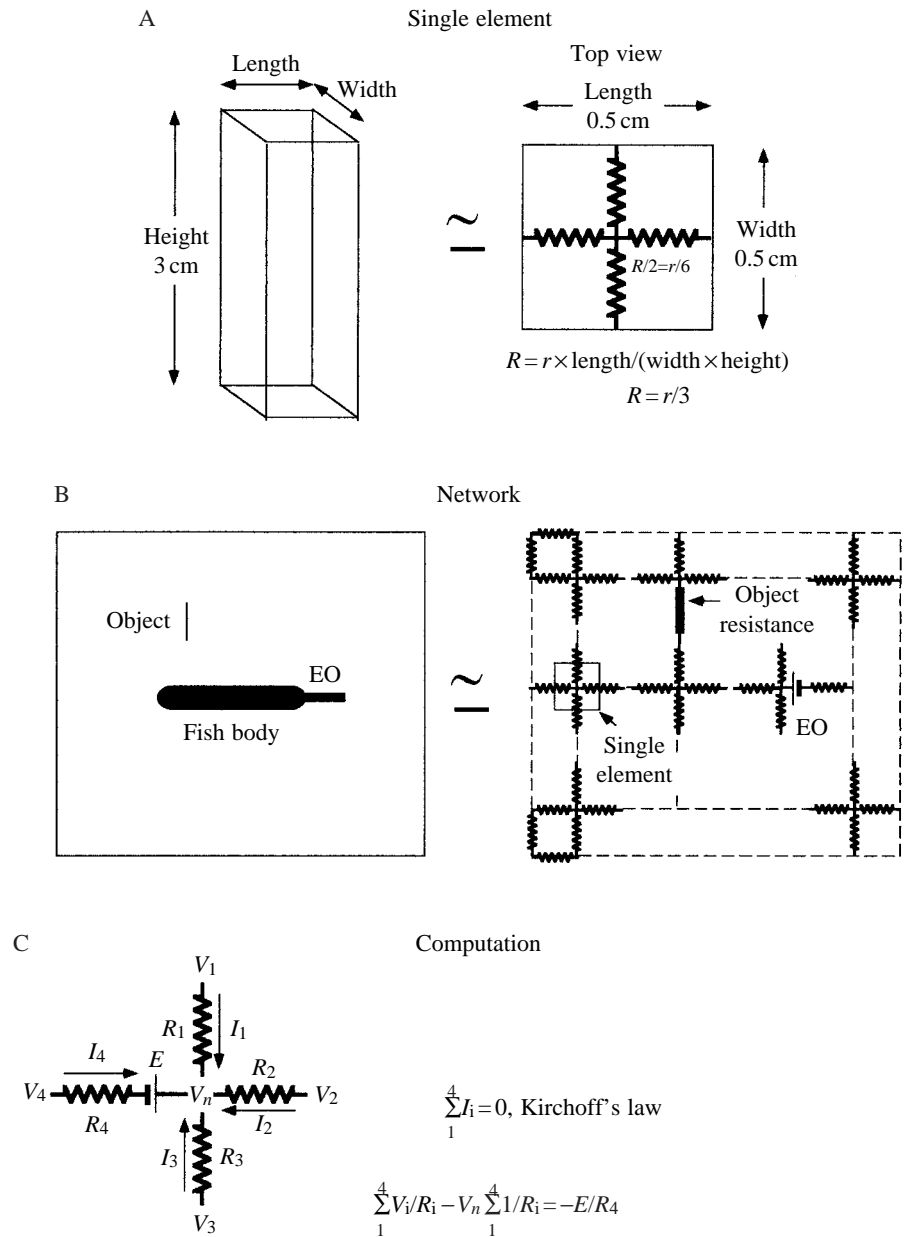 A
Single element
Top view
Length
Width
Height
3 cm
Length
0.5 cm
Width
0.5 cm
R/2=r/6
R = r × length/(width × height)
R = r/3
B
Network
Object
EO
Fish body
Object
resistance
EO
Single
element
C
Computation
V1
R1
I1
I4
E
R2
V4
Vn
V2
R4
I2
I3
R3
V3
4
∑Ii = 0, Kirchoff's law
1
4 4
∑Vi/Ri − Vn ∑1/Ri = −E/R4
1 1